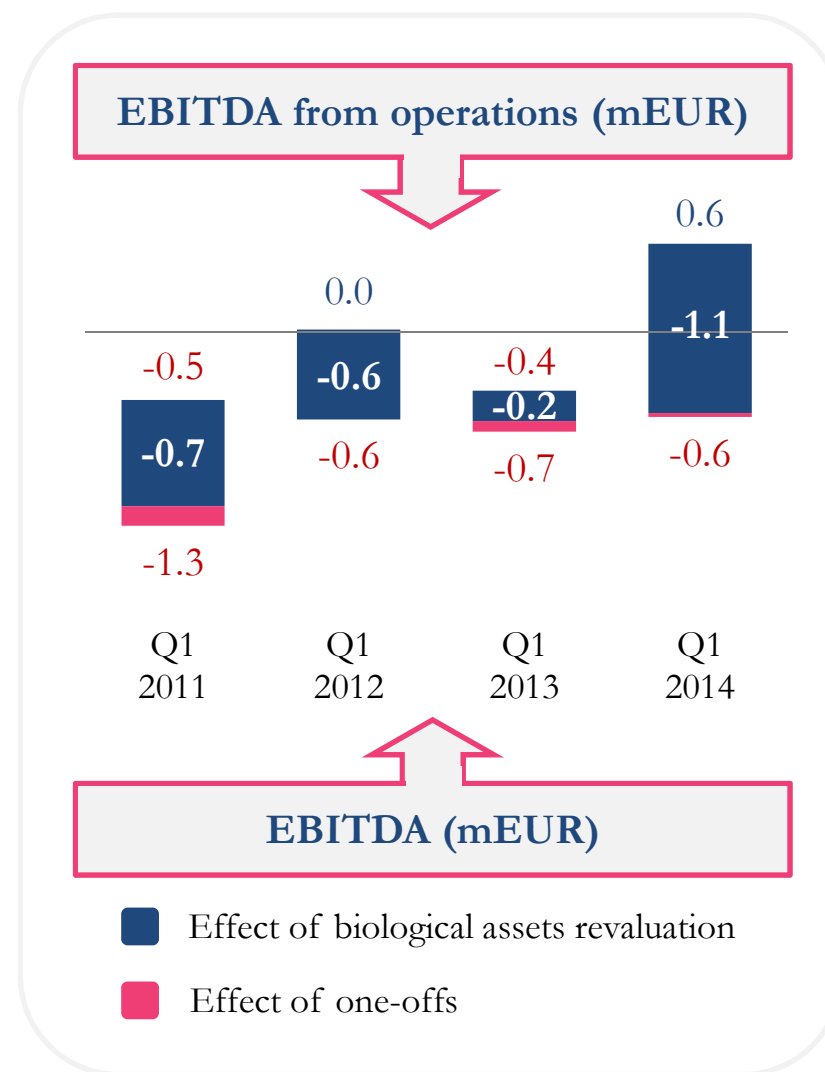 EBITDA from operations (mEUR)
0.6
0.0
-1.1
-0.5
-0.4
-0.6
-0.2
-0.7
-0.6
-0.7
-0.6
-1.3
Q1 Q1 Q1 Q1
2011 2012 2013 2014
EBITDA (mEUR)
Effect of biological assets revaluation
Effect of one-offs